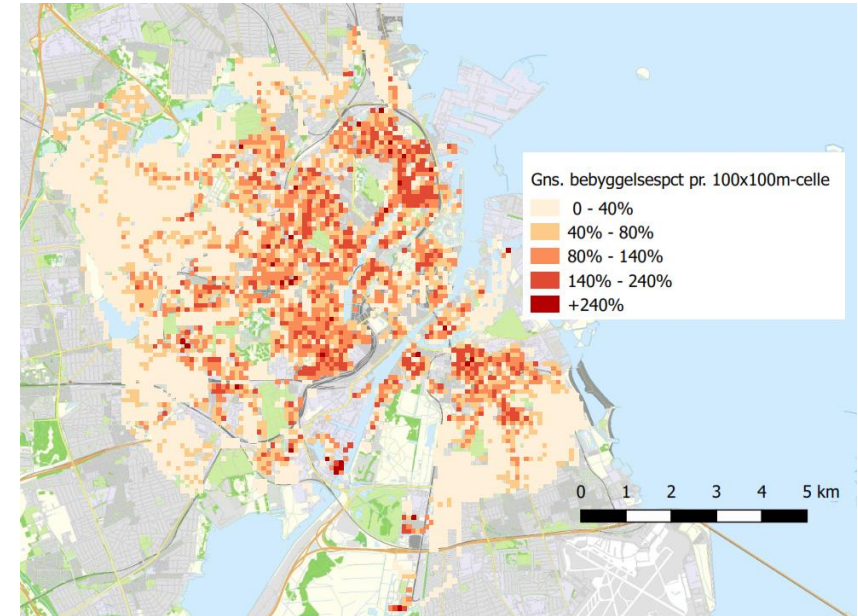 Gns. bebyggelsespct pr. 100x100m-celle
0 - 40%
40% - 80%
80% - 140%
140% - 240%
+240%
0 1 2 3 4 5 km